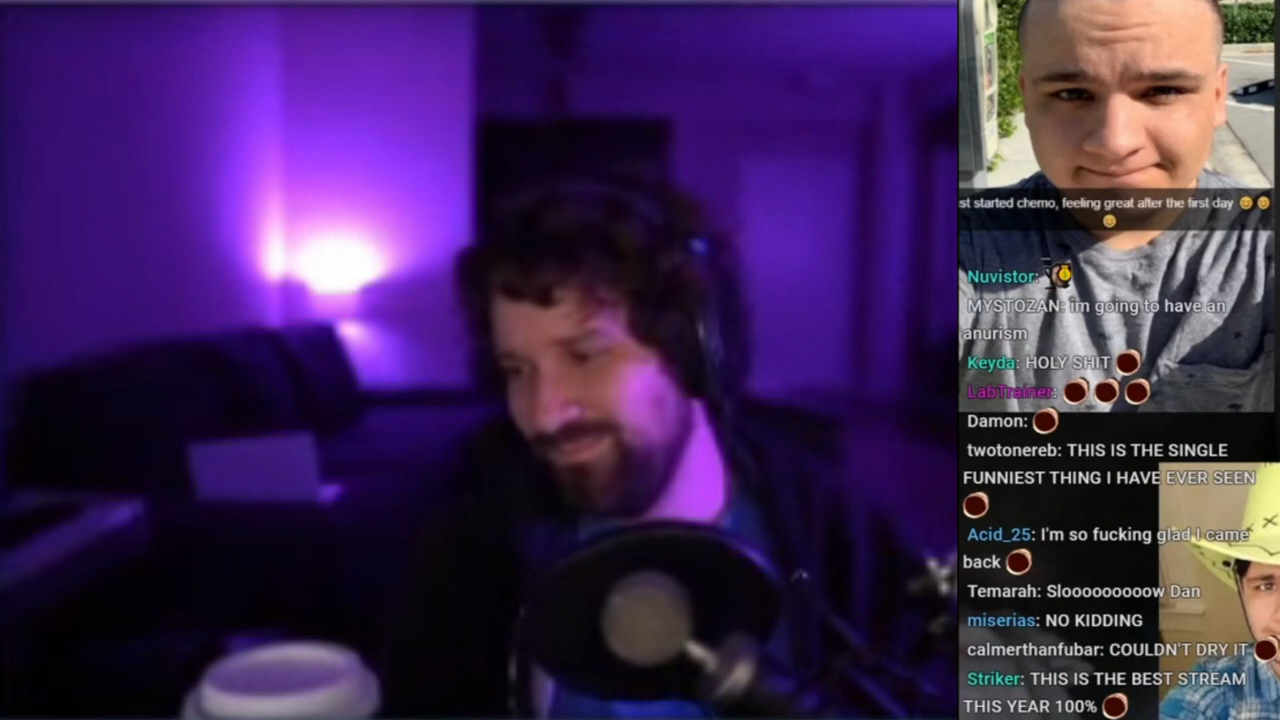 st started chemo, feeling great after the first day
Nuvistor:
MYSTOZAN: im going to have an
anurism
Keyda: HOLY SHIT
LabTrainer:
Damon:
twotonereb: THIS IS THE SINGLE
FUNNIEST THING I HAVE EVER SEEN
Acid_25: I'm so fucking glad I came
back
Temarah: Slooooooooow Dan
miserias: NO KIDDING
calmerthanfubar: COULDN'T DRY IT
Striker: THIS IS THE BEST STREAM
THIS YEAR 100%